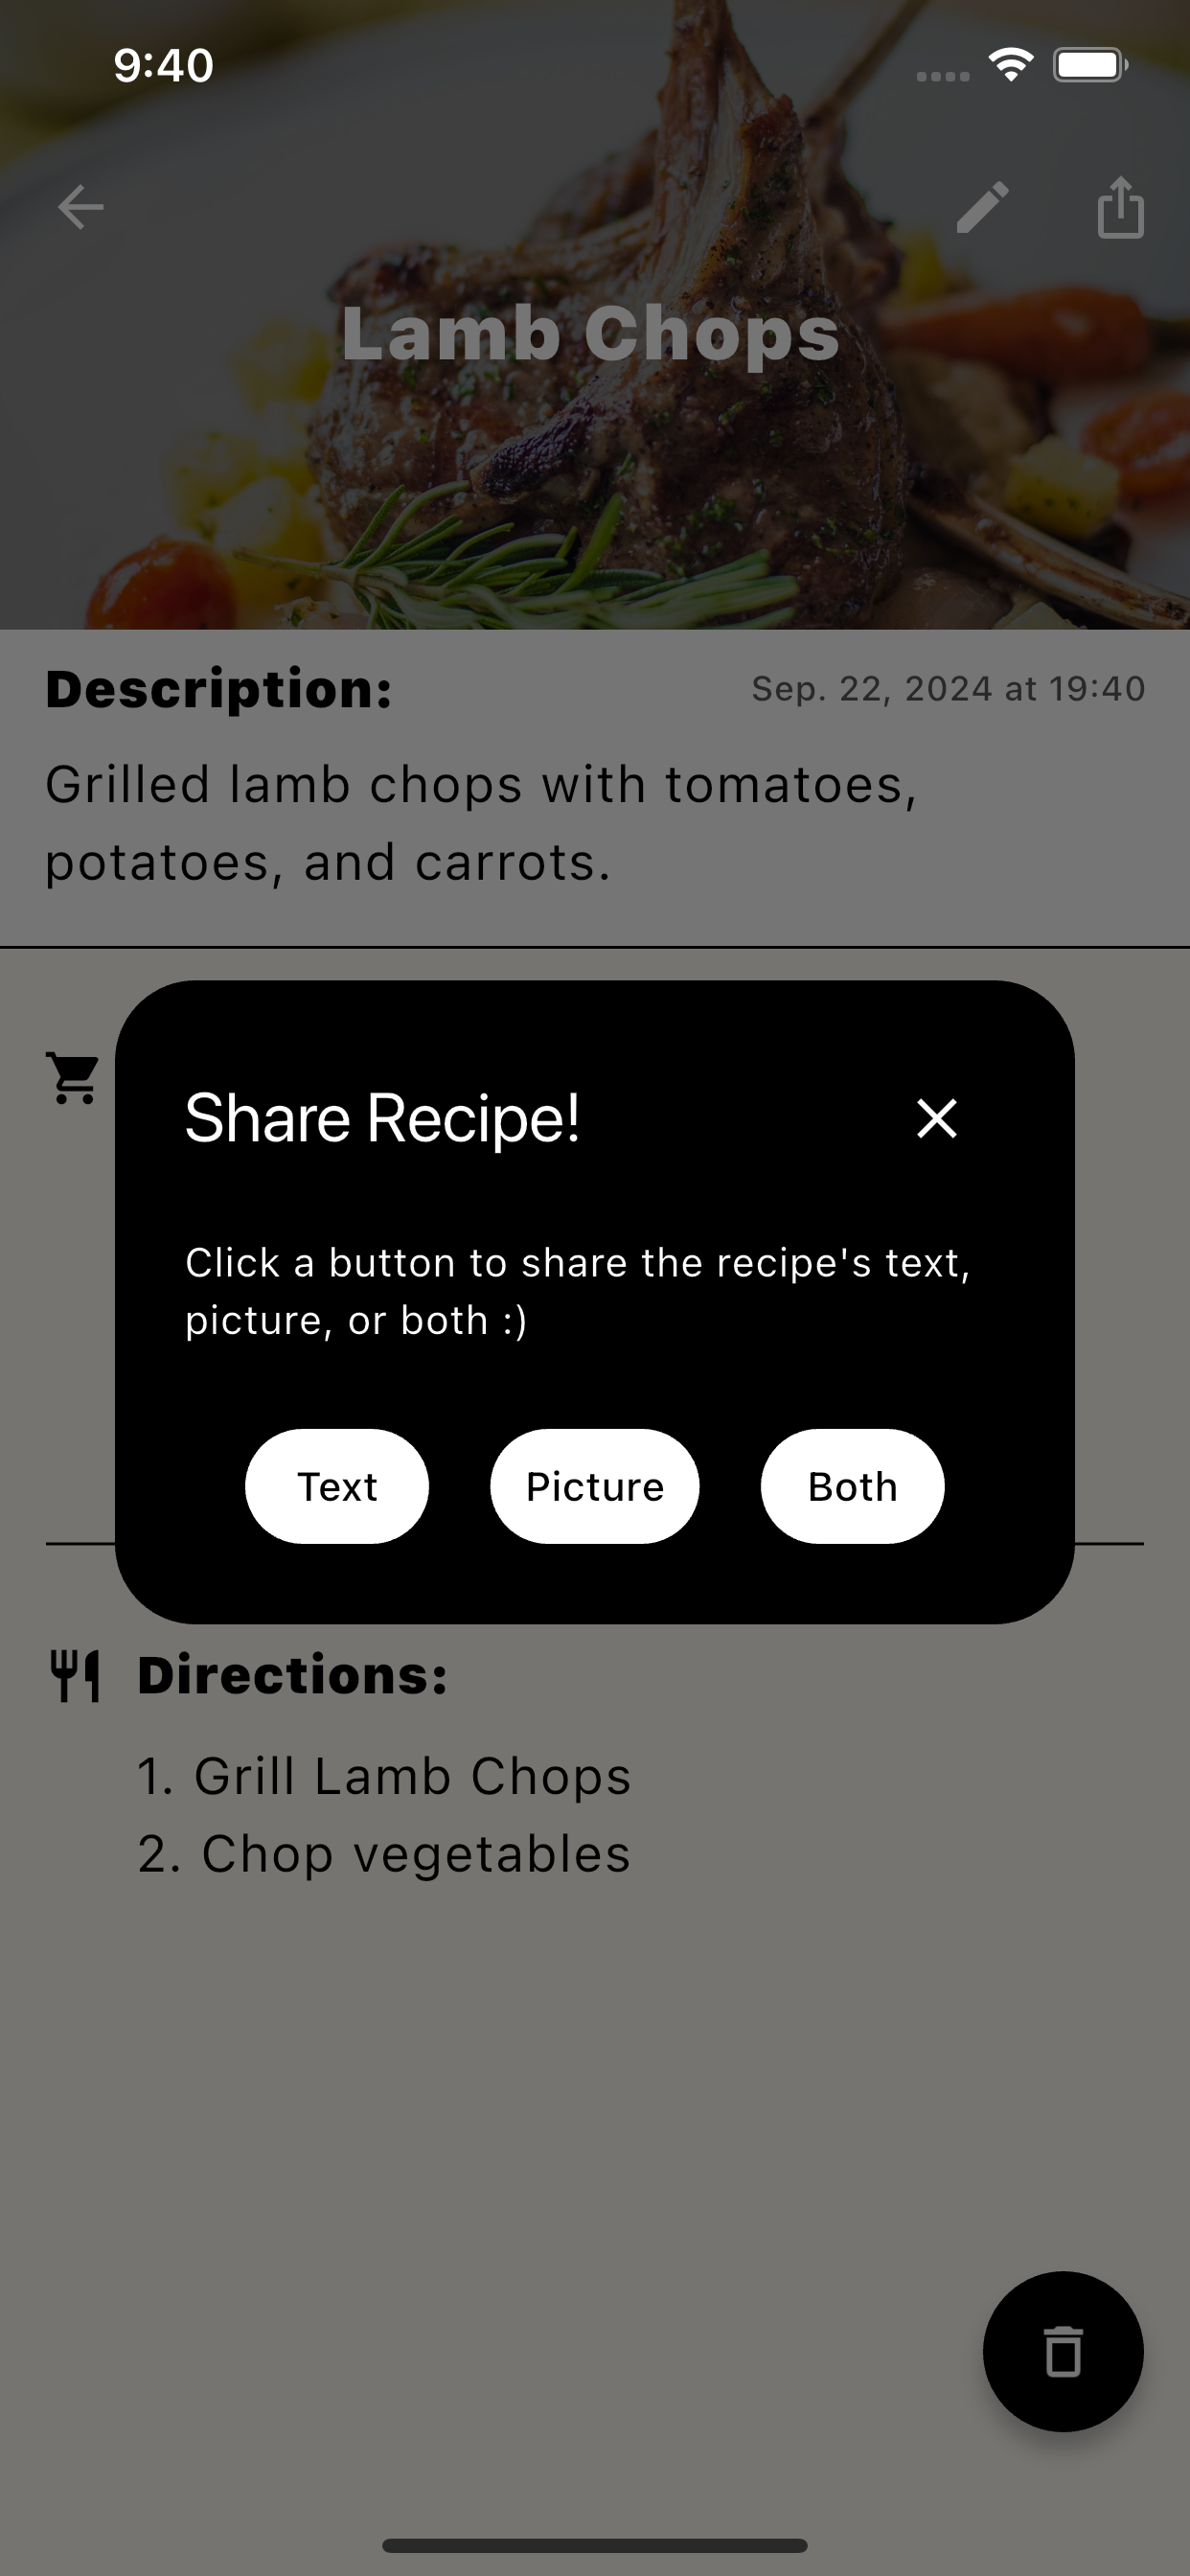 9:40
Lamb Chops
Description:
Sep. 22, 2024 at 19:40
Grilled lamb chops with tomatoes,
potatoes, and carrots.
Share Recipe!
Click a button to share the recipe's text,
picture, or both :)
Text
Picture
Both
Directions:
1. Grill Lamb Chops
2. Chop vegetables